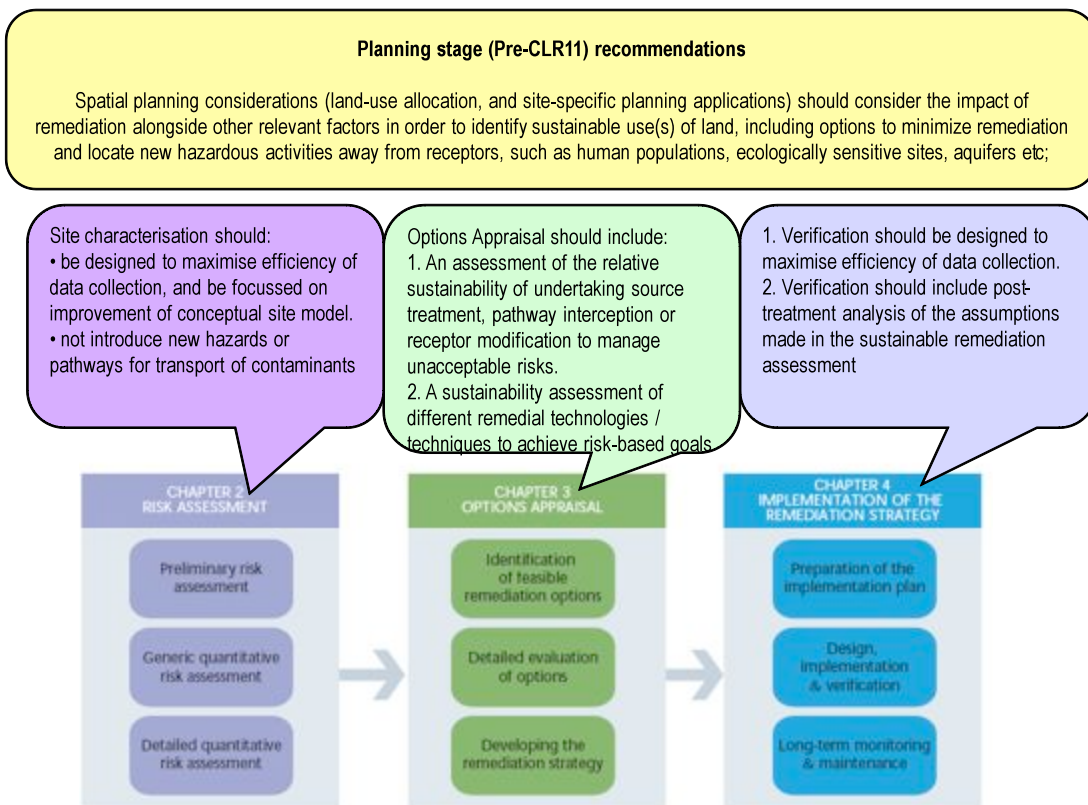 Planning stage (Pre-CLR11) recommendations
Spatial planning considerations (land-use allocation, and site-specific planning applications) should consider the impact of
remediation alongside other relevant factors in order to identify sustainable use(s) of land, including options to minimize remediation
and locate new hazardous activities away from receptors, such as human populations, ecologically sensitive sites, aquifers etc;
Site characterisation should:
• be designed to maximise efficiency of
data collection, and be focussed on
improvement of conceptual site model.
• not introduce new hazards or
pathways for transport of contaminants
Options Appraisal should include:
1. An assessment of the relative
sustainability of undertaking source
treatment, pathway interception or
receptor modification to manage
unacceptable risks.
2. A sustainability assessment of
different remedial technologies /
techniques to achieve risk-based goals
1. Verification should be designed to
maximise efficiency of data collection.
2. Verification should include post-
treatment analysis of the assumptions
made in the sustainable remediation
assessment
CHAPTER 2
RISK ASSESSMENT
Preliminary risk
assessment
Generic quantitative
risk assessment
Detailed quantitative
risk assessment
CHAPTER 3
OPTIONS APPRAISAL
Identification
of feasible
remediation options
Detailed evaluation
of options
Developing the
remediation strategy
CHAPTER 4
IMPLEMENTATION OF THE
REMEDIATION STRATEGY
Preparation of the
implementation plan
Design,
implementation
& verification
Long-term monitoring
& maintenance